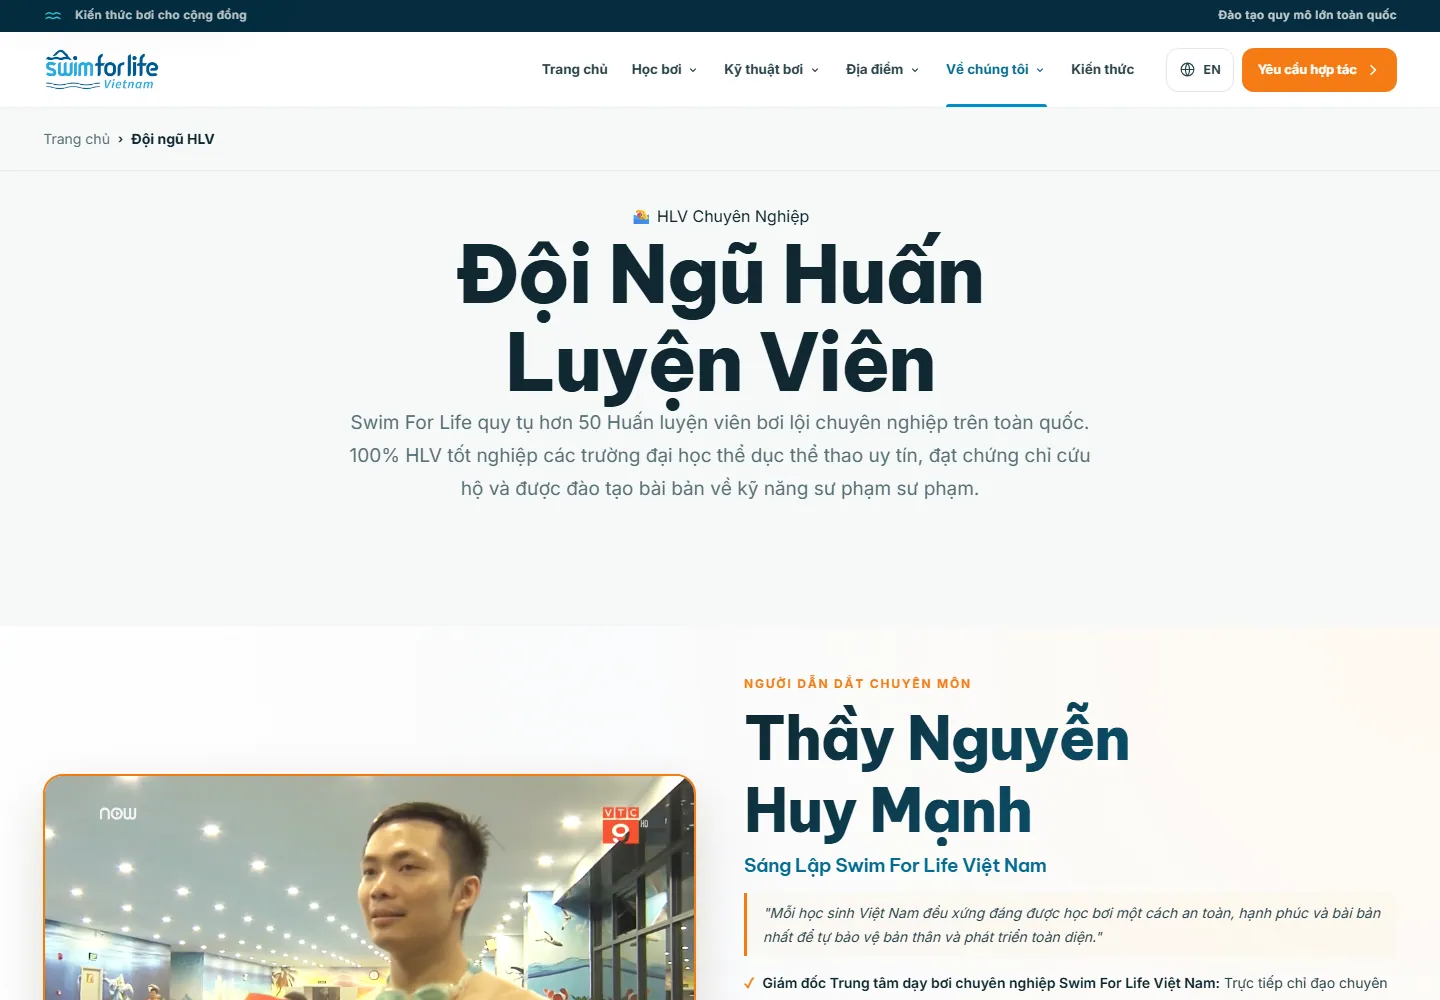 Kiến thức bơi cho cộng đồng
Đào tạo quy mô lớn toàn quốc
swimforlife
Vietnam
Trang chủ
Học bơi
Kỹ thuật bơi
Địa điểm
Về chúng tôi
Kiến thức
EN
Yêu cầu hợp tác
Trang chủ › Đội ngũ HLV
HLV Chuyên Nghiệp
Đội Ngũ Huấn
Luyện Viên
Swim For Life quy tụ hơn 50 Huấn luyện viên bơi lội chuyên nghiệp trên toàn quốc.
100% HLV tốt nghiệp các trường đại học thể dục thể thao uy tín, đạt chứng chỉ cứu
hộ và được đào tạo bài bản về kỹ năng sư phạm sư phạm.
NGƯỜI DẪN DẮT CHUYÊN MÔN
Thầy Nguyễn
Huy Mạnh
Sáng Lập Swim For Life Việt Nam
"Mỗi học sinh Việt Nam đều xứng đáng được học bơi một cách an toàn, hạnh phúc và bài bản
nhất để tự bảo vệ bản thân và phát triển toàn diện."
Giám đốc Trung tâm dạy bơi chuyên nghiệp Swim For Life Việt Nam: Trực tiếp chỉ đạo chuyên
now
VTC
9
HD